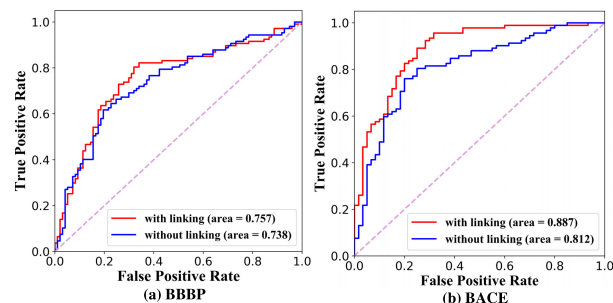 1.0
0.8
0.6
0.4
0.2
0.0
True Positive Rate
with linking (area = 0.757)
without linking (area = 0.738)
0.0 0.2 0.4 0.6 0.8 1.0
False Positive Rate
(a) BBBP
1.0
0.8
0.6
0.4
0.2
0.0
True Positive Rate
with linking (area = 0.887)
without linking (area = 0.812)
0.0 0.2 0.4 0.6 0.8 1.0
False Positive Rate
(b) BACE